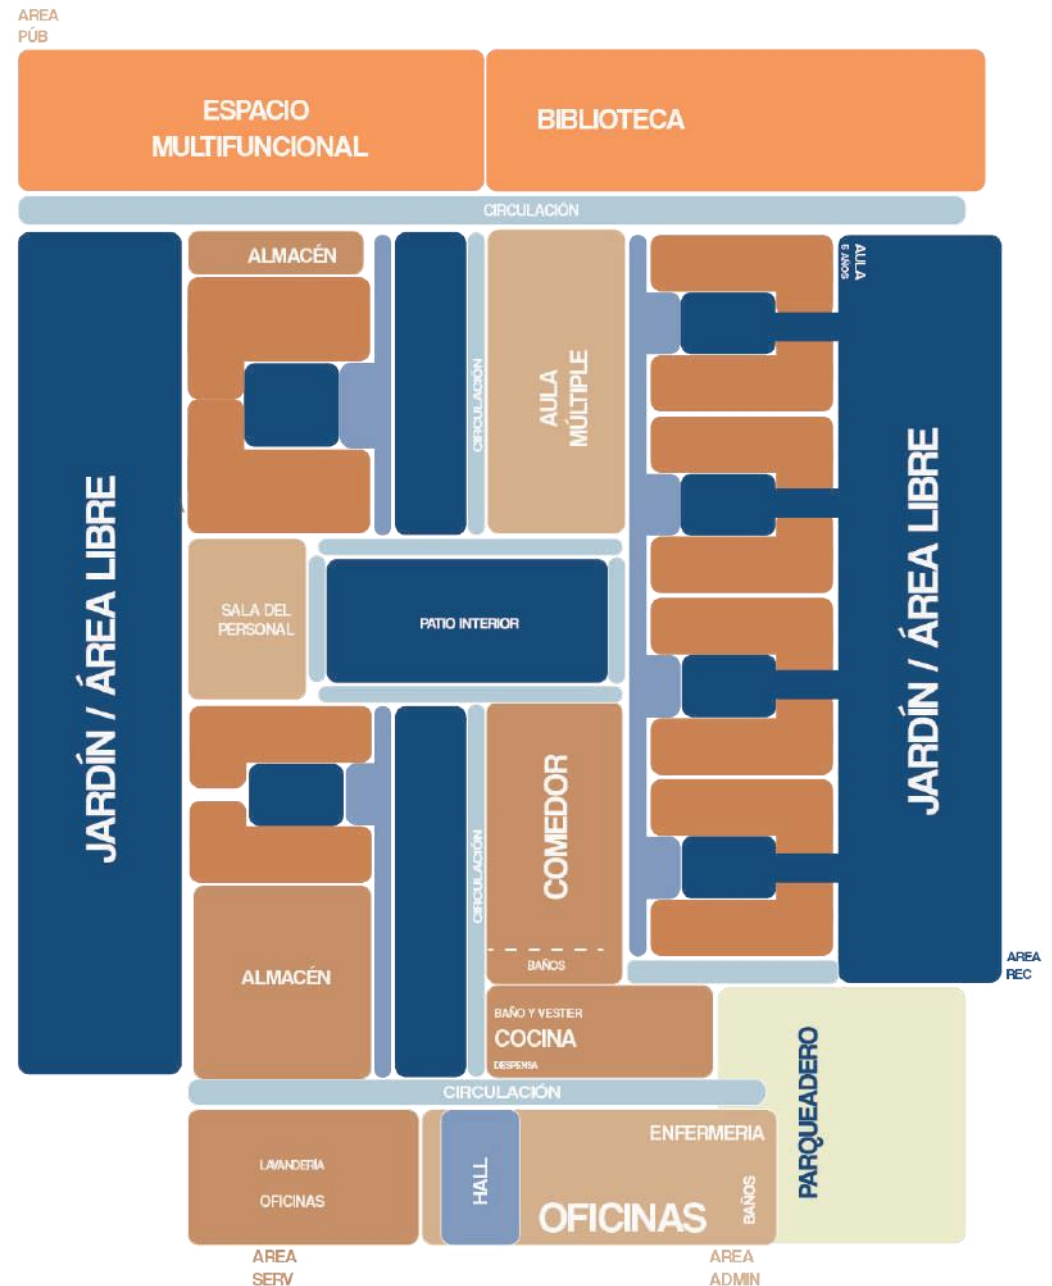 AREA
PÚB
ESPACIO
MULTIFUNCIONAL
BIBLIOTECA
CIRCULACIÓN
ALMACÉN
AULA
5 AÑOS
JARDÍN / ÁREA LIBRE
CIRCULACIÓN
AULA
MÚLTIPLE
JARDÍN / ÁREA LIBRE
SALA DEL
PERSONAL
PATIO INTERIOR
COMEDOR
CIRCULACIÓN
BAÑOS
ALMACÉN
AREA
REC
BAÑO Y VESTIER
COCINA
DESPENSA
CIRCULACIÓN
PARQUEADERO
LAVANDERÍA
OFICINAS
HALL
ENFERMERIA
OFICINAS
BAÑOS
AREA
SERV
AREA
ADMIN